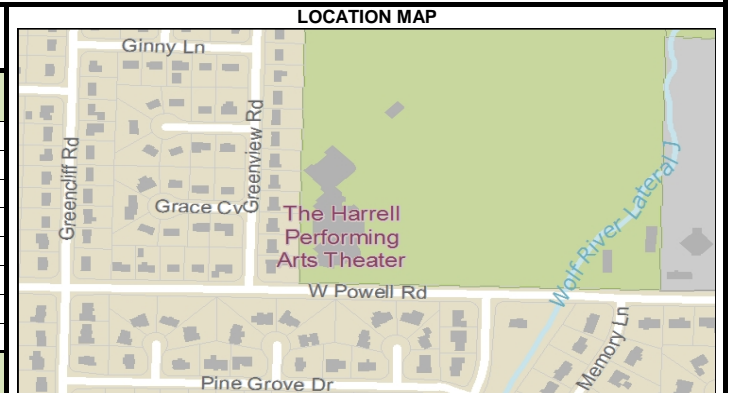 LOCATION MAP
Ginny Ln
Greencliff Rd
Greenview Rd
Grace Cv
The Harrell
Performing
Arts Theater
Wolf River Lateral J
W Powell Rd
Memory Ln
Pine Grove Dr